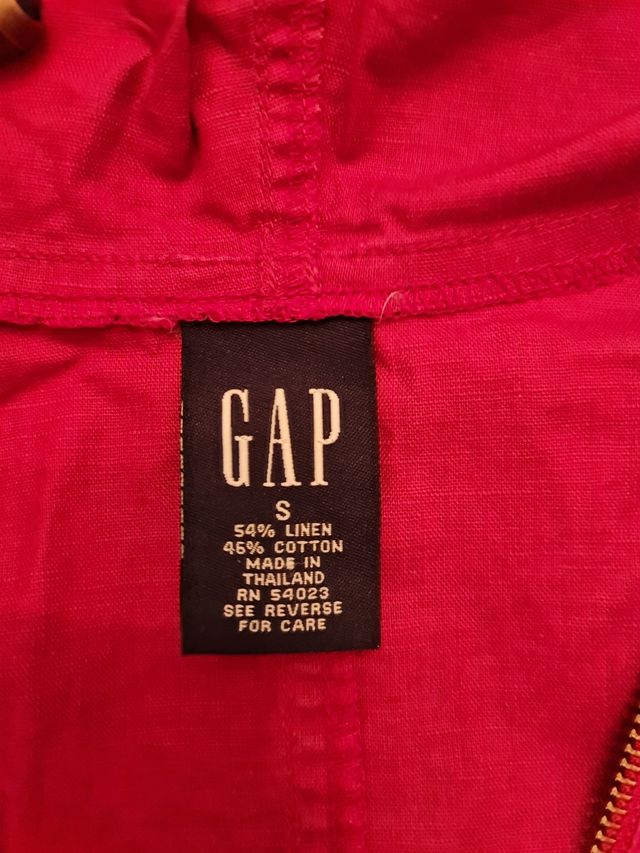 GAP
S
54% LINEN
46% COTTON
MADE IN
THAILAND
RN 54023
SEE REVERSE
FOR CARE